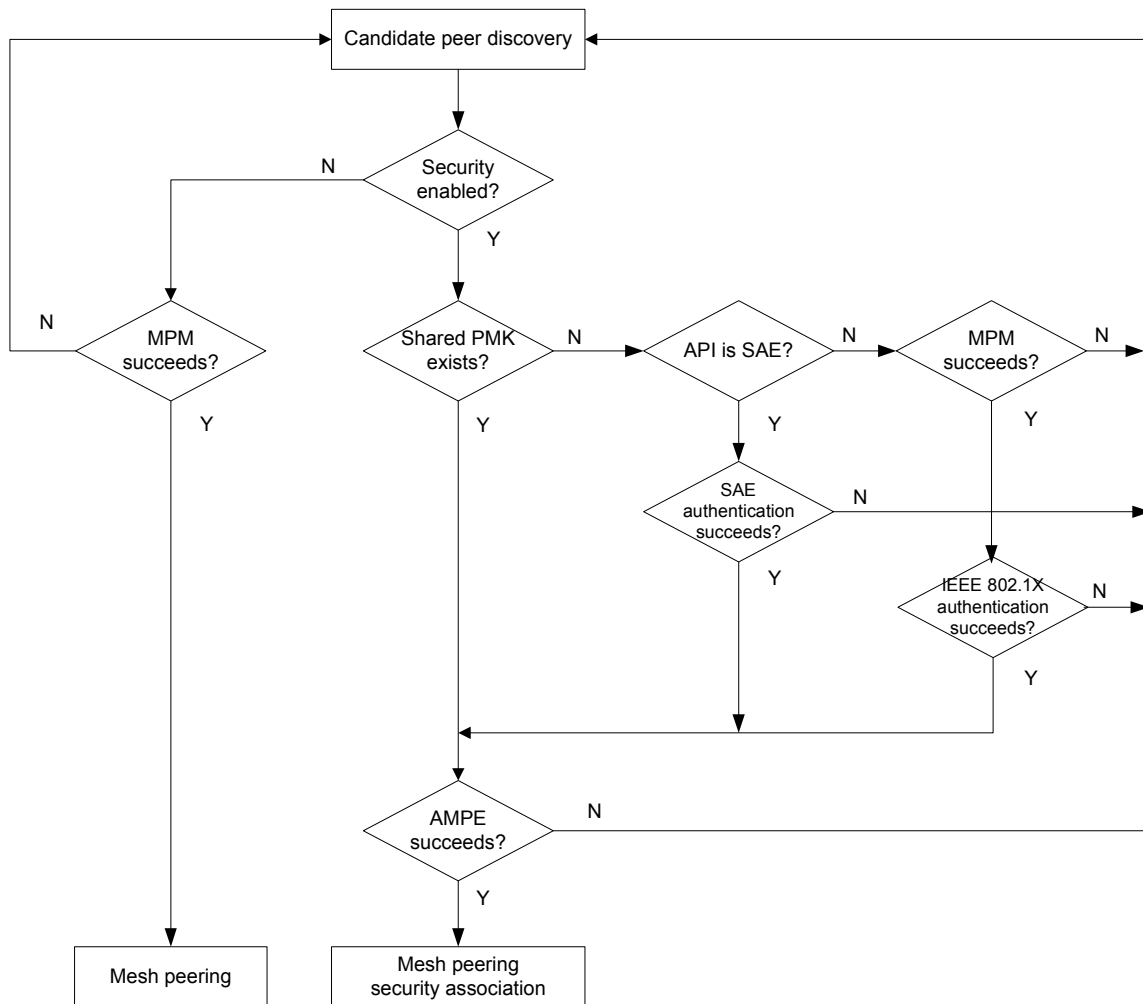 Candidate peer discovery
N
Security
enabled?
Y
N
MPM
succeeds?
Y
Shared PMK
exists?
N
Y
API is SAE?
N
Y
MPM
succeeds?
N
Y
SAE
authentication
succeeds?
N
Y
IEEE 802.1X
authentication
succeeds?
N
Y
AMPE
succeeds?
N
Y
Mesh peering
Mesh peering
security association